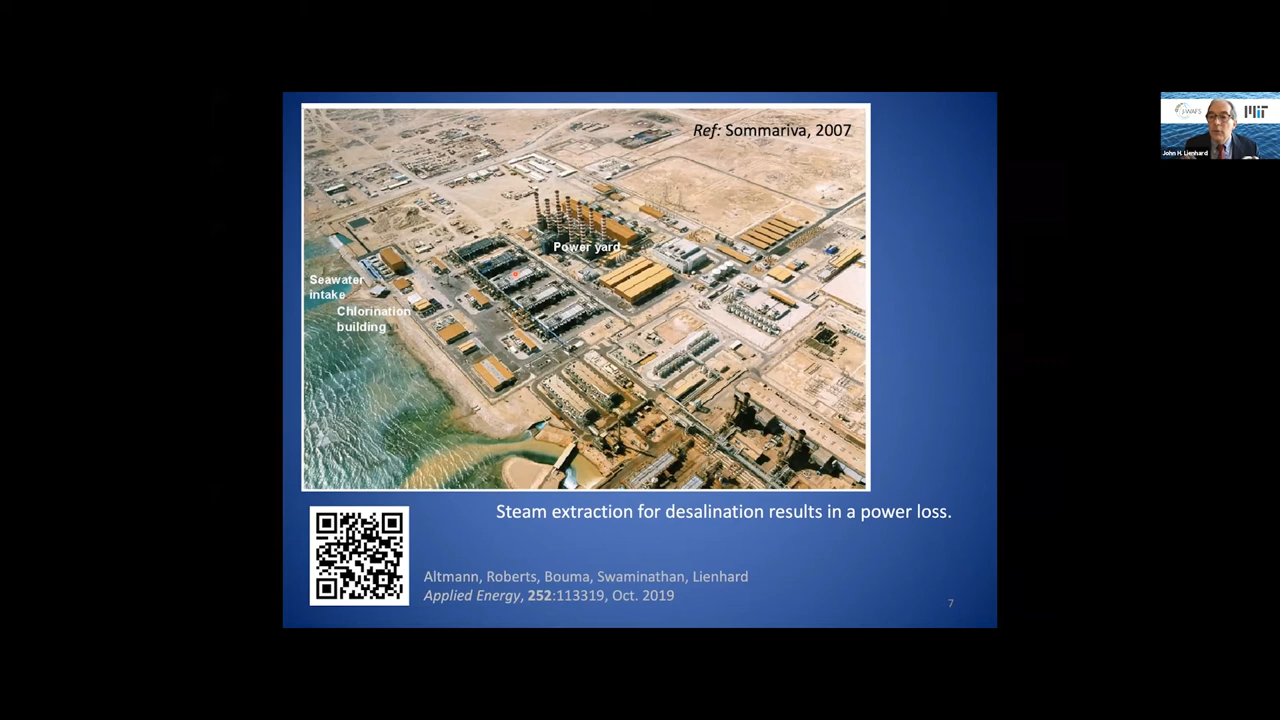 Ref: Sommariva, 2007
Power yard
Seawater
intake
Chlorination
building
Steam extraction for desalination results in a power loss.
Altmann, Roberts, Bouma, Swaminathan, Lienhard
Applied Energy, 252:113319, Oct. 2019
7
J-WAFS
MIT
John H. Lienhard